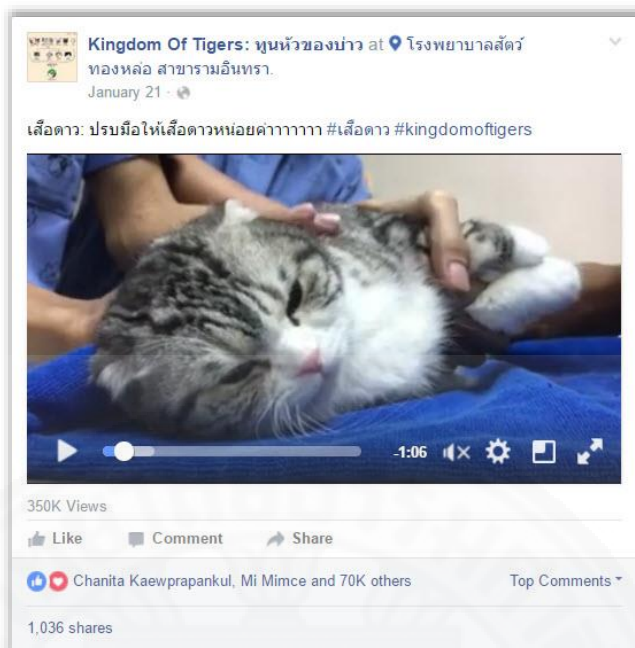 Kingdom Of Tigers: ทูนหัวของบ่าว at โรงพยาบาลสัตว์
ทองหล่อ สาขารามอินทรา.
January 21 ·
เสือดาว: ปรบมือให้เสือดาวหน่อยค่าาาาาาา #เสือดาว #kingdomoftigers
-1:06
350K Views
Like Comment Share
Chanita Kaewprapankul, Mi Mimce and 70K others Top Comments
1,036 shares